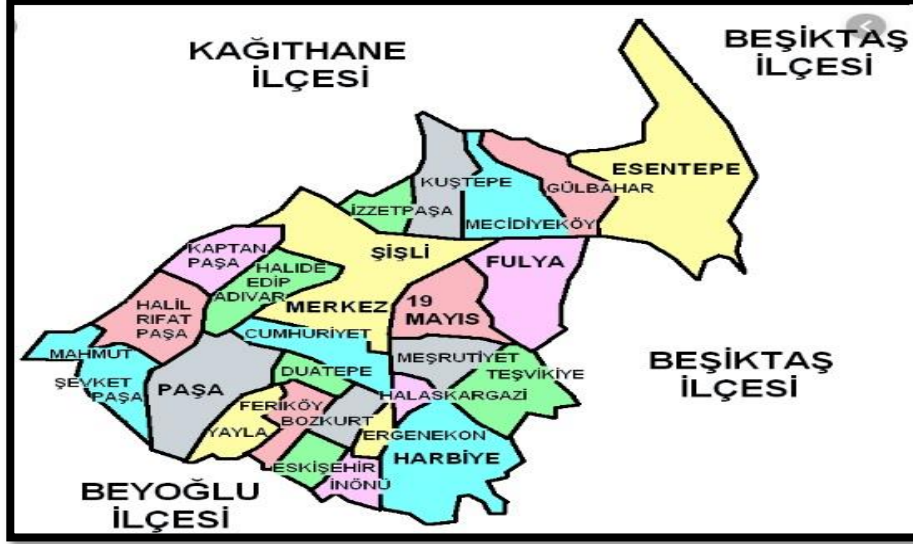 KAĞITHANE
İLÇESİ
BEŞİKTAŞ
İLÇESİ
ESENTEPE
KUŞTEPE
GÜLBAHAR
İZZETPAŞA
MECİDİYEKÖY
KAPTAN
PAŞA
ŞİŞLİ
MERKEZ
FULYA
HALİDE
EDİP
ADIVAR
HALİL
RIFAT
PAŞA
19
MAYIS
CUMHURİYET
MAHMUT
ŞEVKET
PAŞA
MEŞRUTİYET
BEŞİKTAŞ
İLÇESİ
DUATEPE
TEŞVİKİYE
PAŞA
HALASKARGAZİ
FERİKÖY
BOZKURT
YAYLA
ERGENEKON
HARBİYE
ESKİŞEHİR
İNÖNÜ
BEYOĞLU
İLÇESİ